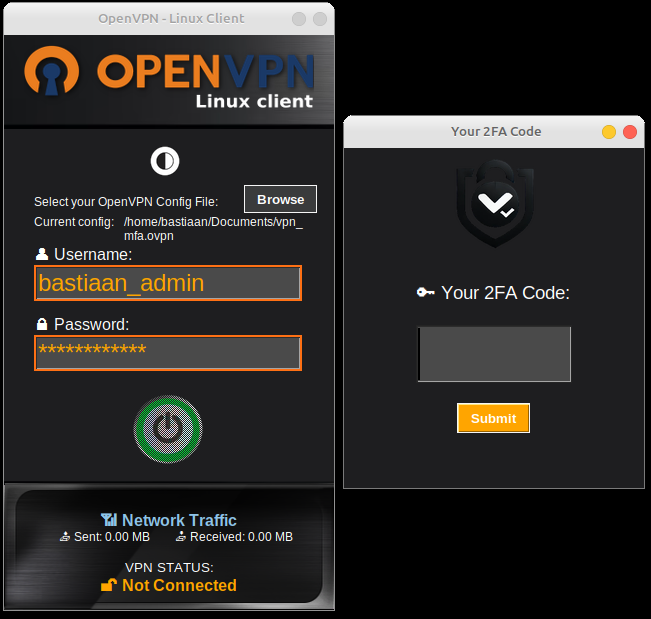 OpenVPN - Linux Client
OPENVPN
Linux client
Select your OpenVPN Config File:
Browse
Current config: /home/bastiaan/Documents/vpn_
mfa.ovpn
Username:
bastiaan_admin
Password:
************
Network Traffic
Sent: 0.00 MB Received: 0.00 MB
VPN STATUS:
Not Connected
Your 2FA Code
Your 2FA Code:
Submit